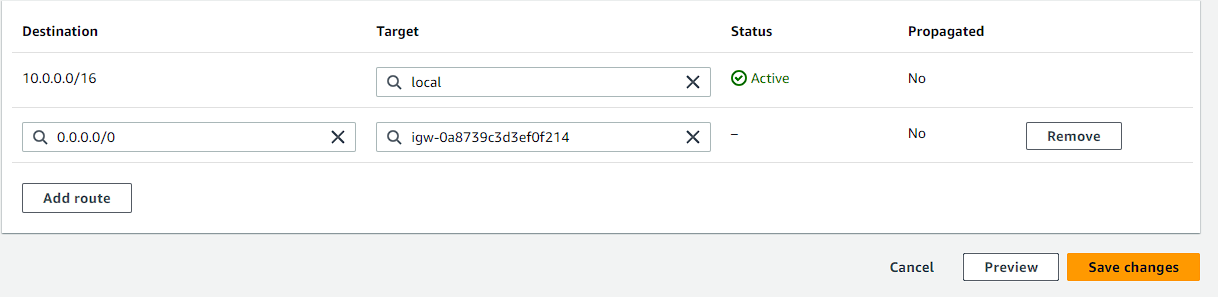 Destination Target Status Propagated
10.0.0.0/16 local Active No
0.0.0.0/0 igw-0a8739c3d3ef0f214 – No Remove
Add route
Cancel Preview Save changes